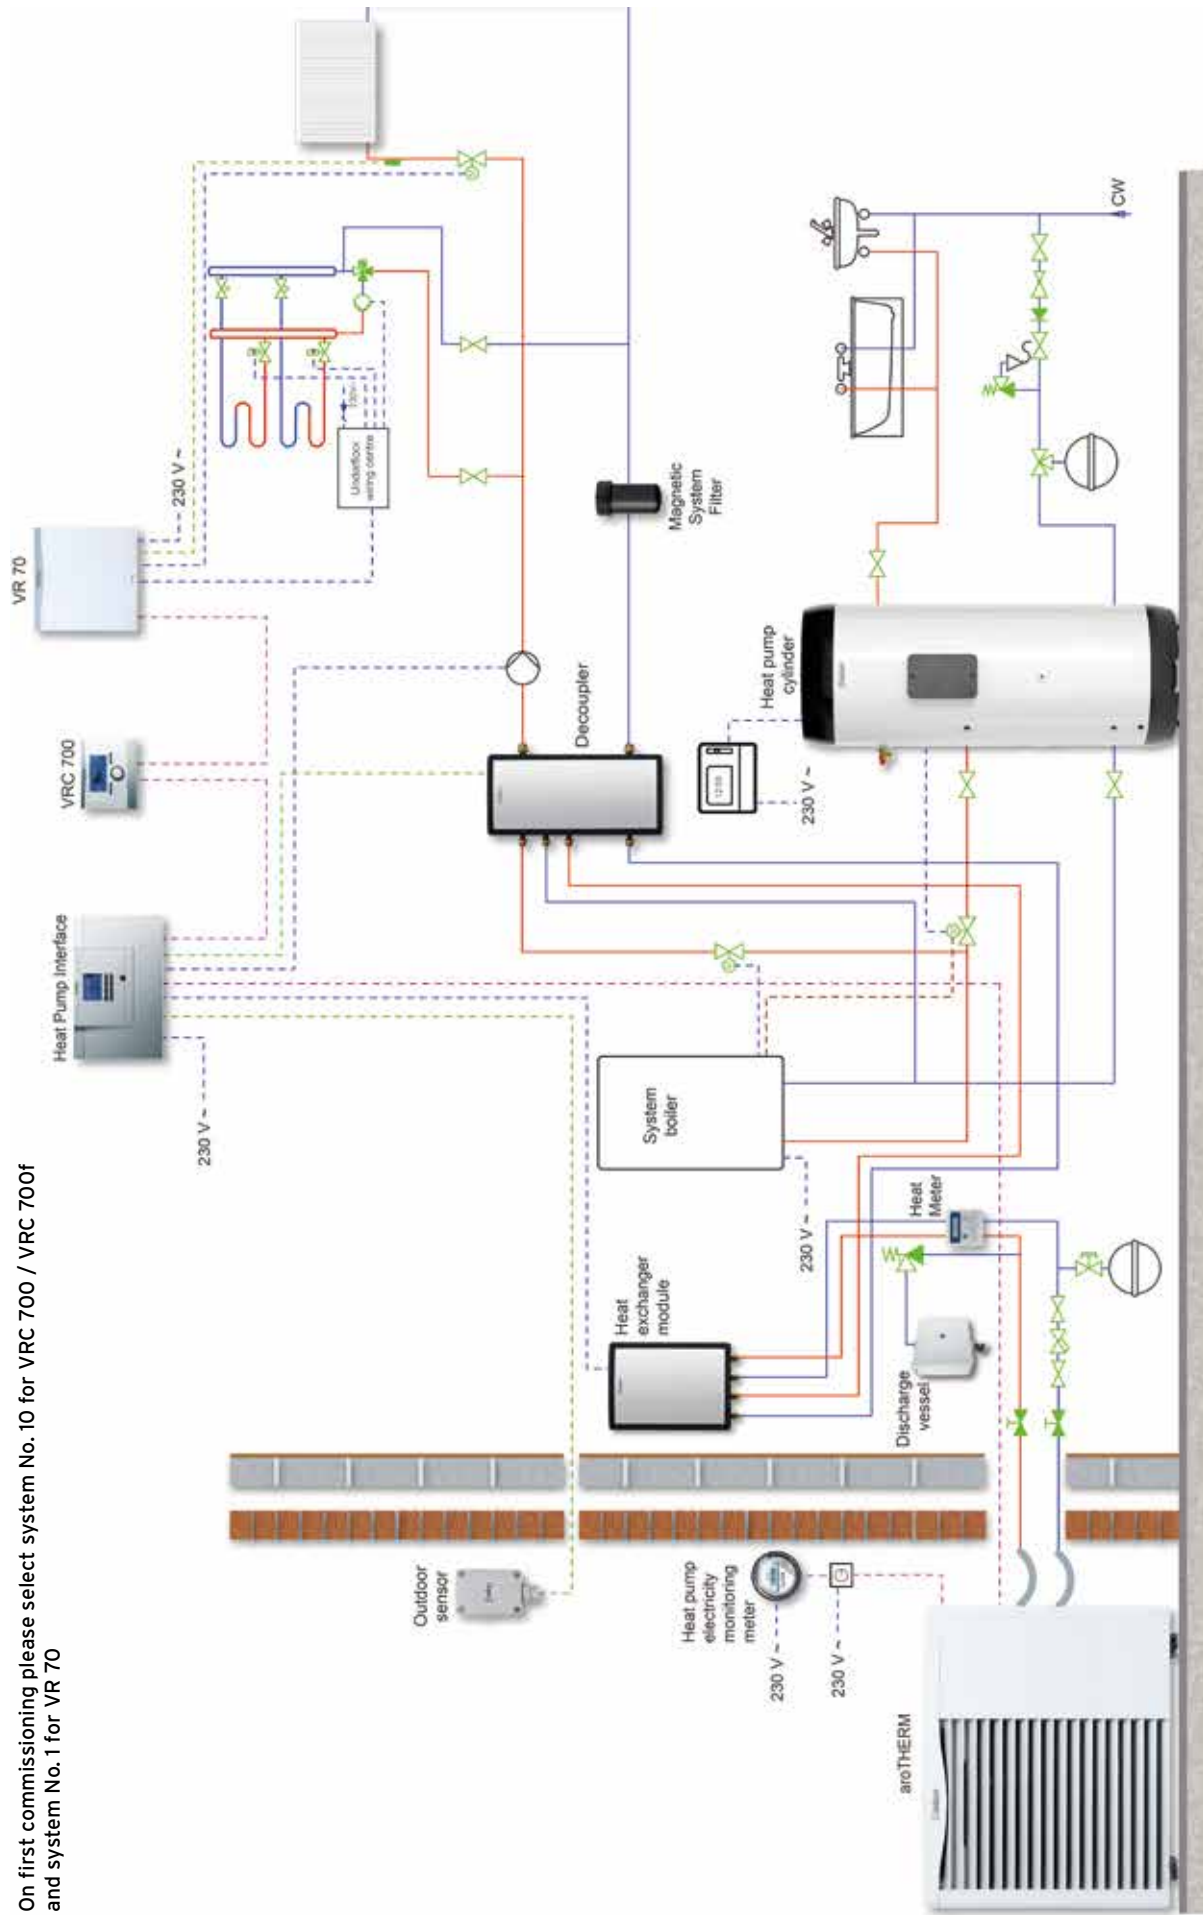 On first commissioning please select system No. 10 for VRC 700 / VRC 700f
and system No. 1 for VR 70
Heat Pump Interface
VRC 700
VR 70
230 V ~
230 V ~
230V~
Underfloor
wiring centre
Outdoor
sensor
Heat
exchanger
module
System
boiler
Decoupler
Magnetic
System
Filter
Heat pump
electricity
monitoring
meter
230 V ~
230 V ~
230 V ~
230 V ~
12:00
Heat pump
cylinder
Discharge
vessel
Heat
Meter
aroTHERM
CW